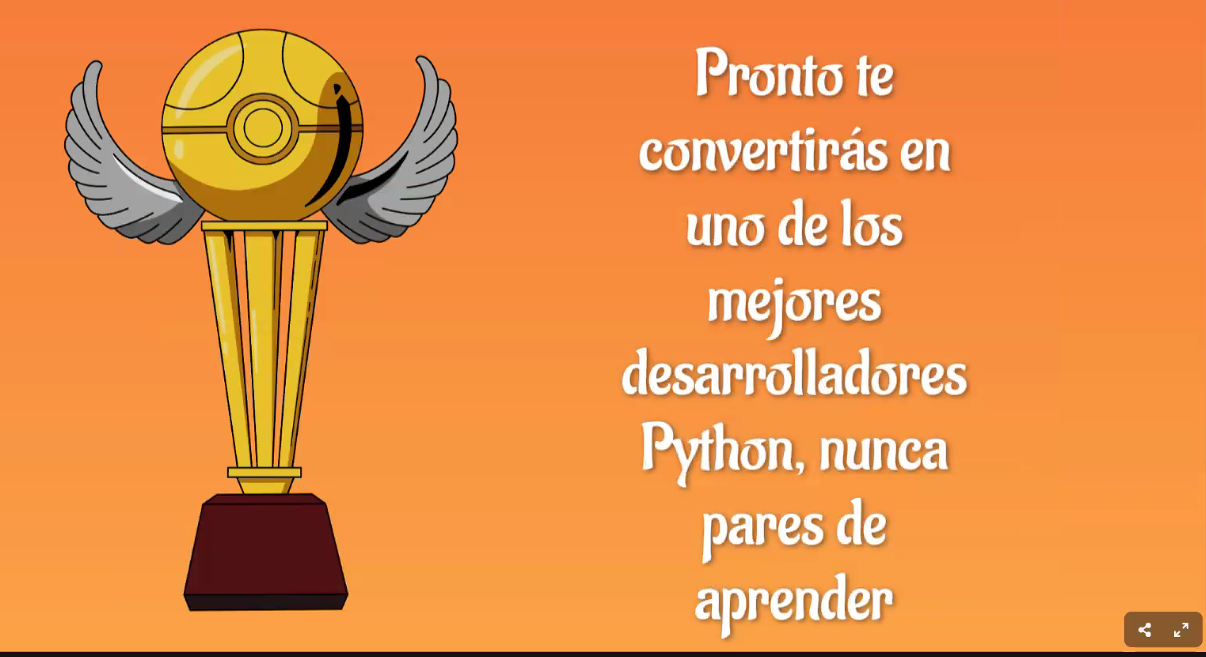 Pronto te
convertirás en
uno de los
mejores
desarrolladores
Python, nunca
pares de
aprender